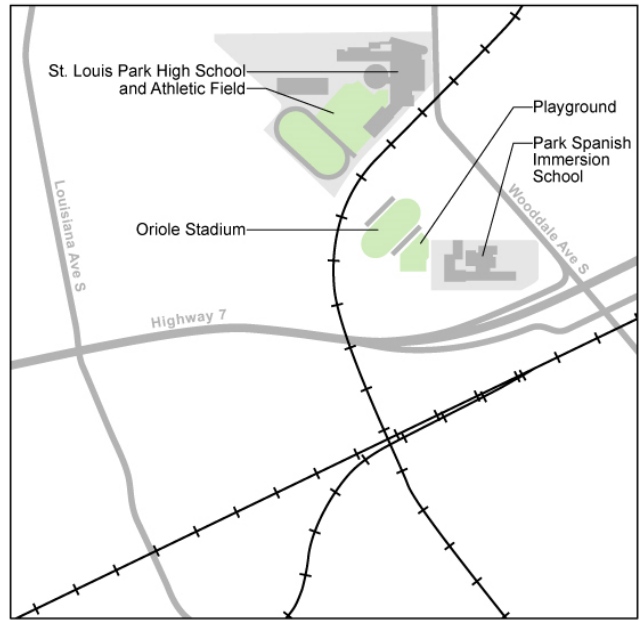 St. Louis Park High School
and Athletic Field
Playground
Park Spanish
Immersion
School
Louisiana Ave S
Wooddale Ave S
Oriole Stadium
Highway 7